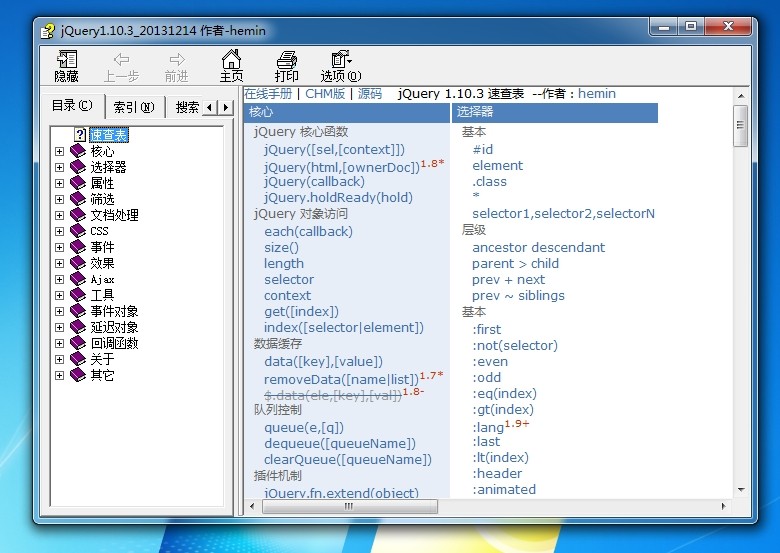 jQuery1.10.3_20131214 作者-hemin
隐藏 上一步 前进 主页 打印 选项(O)
目录(C) 索引(N) 搜索
速查表
核心
选择器
属性
筛选
文档处理
CSS
事件
效果
Ajax
工具
事件对象
延迟对象
回调函数
关于
其它
在线手册 | CHM版 | 源码 jQuery 1.10.3 速查表 --作者：hemin
核心
jQuery 核心函数
jQuery([sel,[context]])
jQuery(html,[ownerDoc])1.8*
jQuery(callback)
jQuery.holdReady(hold)
jQuery 对象访问
each(callback)
size()
length
selector
context
get([index])
index([selector|element])
数据缓存
data([key],[value])
removeData([name|list])1.7*
$.data(ele,[key],[val])1.8-
队列控制
queue(e,[q])
dequeue([queueName])
clearQueue([queueName])
插件机制
jQuery.fn.extend(object)
选择器
基本
#id
element
.class
*
selector1,selector2,selectorN
层级
ancestor descendant
parent > child
prev + next
prev ~ siblings
基本
:first
:not(selector)
:even
:odd
:eq(index)
:gt(index)
:lang1.9+
:last
:lt(index)
:header
:animated